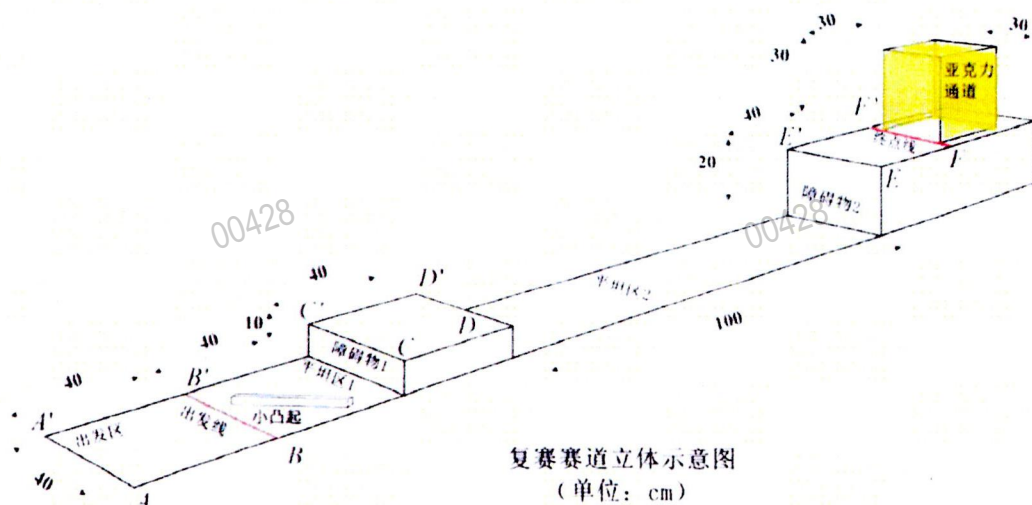 30
30
30
亚克力
通道
40
F'
终点线
F
E'
20
E
障碍物2
00428
00428
40
D'
平坦区2
C'
10
D
100
40
障碍物1
C
平坦区1
40
B'
小凸起
A'
出发区
出发线
B
40
A
复赛赛道立体示意图
(单位: cm)